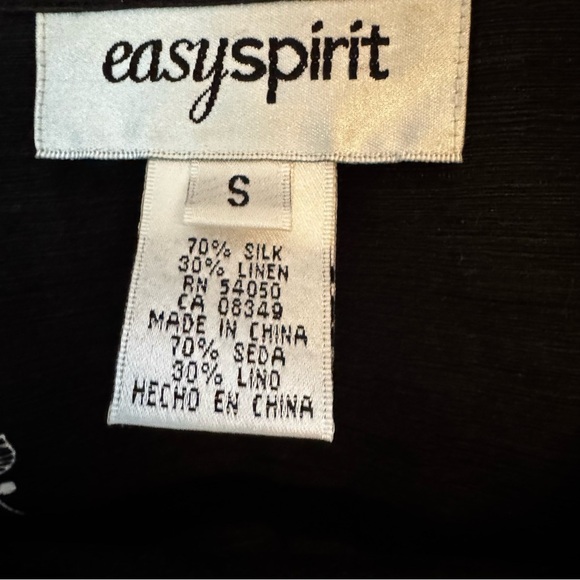 easyspirit
S
70% SILK
30% LINEN
RN 54050
CA 08349
MADE IN CHINA
70% SEDA
30% LINO
HECHO EN CHINA